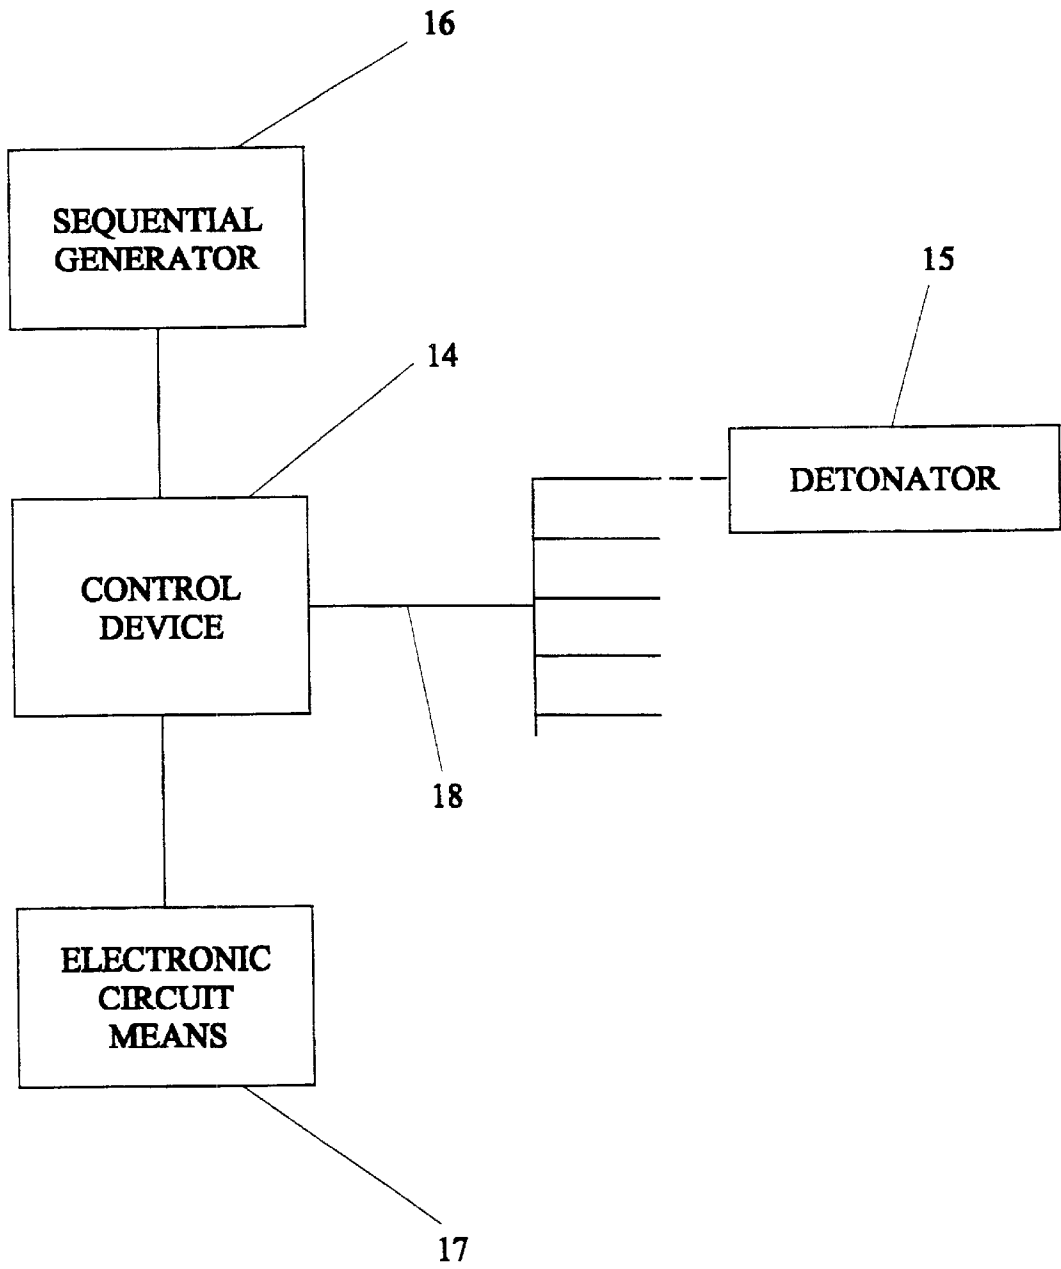 16
SEQUENTIAL
GENERATOR
15
14
DETONATOR
CONTROL
DEVICE
18
ELECTRONIC
CIRCUIT
MEANS
17